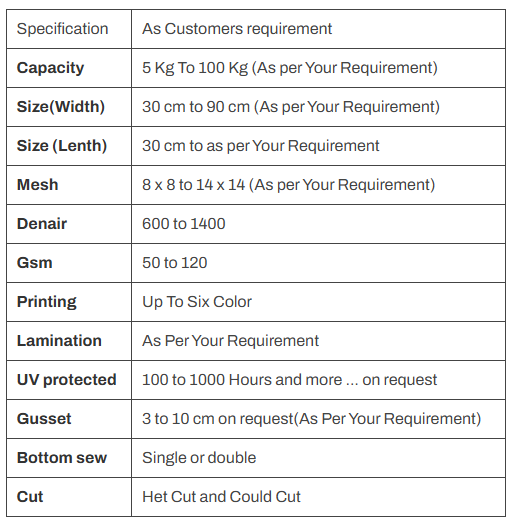 Specification As Customers requirement
Capacity 5 Kg To 100 Kg (As per Your Requirement)
Size(Width) 30 cm to 90 cm (As per Your Requirement)
Size (Lenth) 30 cm to as per Your Requirement
Mesh 8 x 8 to 14 x 14 (As per Your Requirement)
Denair 600 to 1400
Gsm 50 to 120
Printing Up To Six Color
Lamination As Per Your Requirement
UV protected 100 to 1000 Hours and more ... on request
Gusset 3 to 10 cm on request(As Per Your Requirement)
Bottom sew Single or double
Cut Het Cut and Could Cut